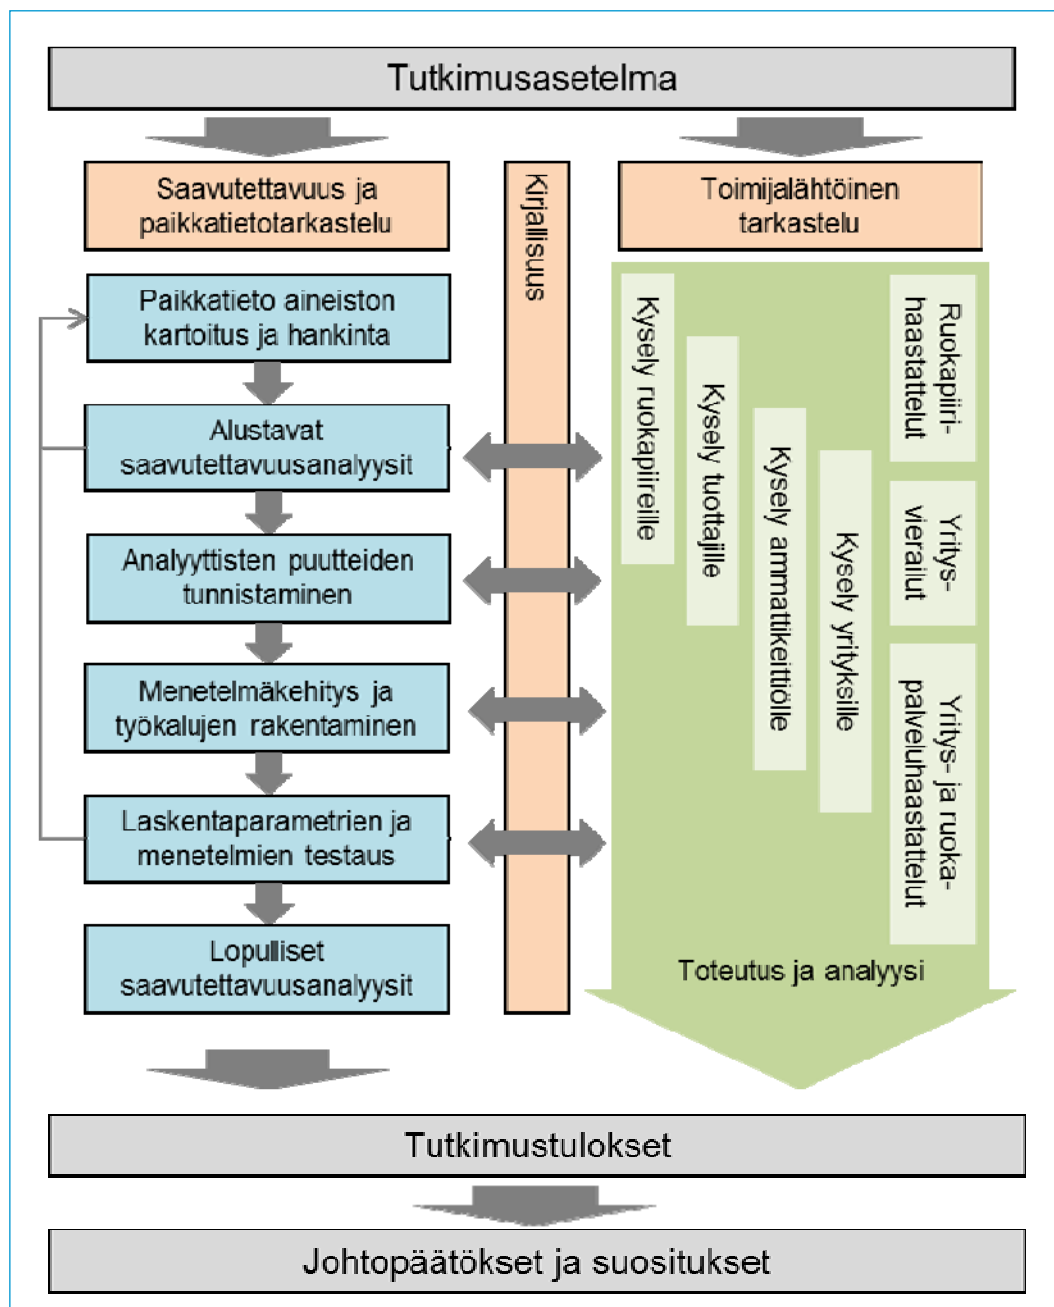 Tutkimusasetelma
Saavutettavuus ja
paikkatietotarkastelu
Paikkatieto aineiston
kartoitus ja hankinta
Alustavat
saavutettavuusanalyysit
Analyyttisten puutteiden
tunnistaminen
Menetelmäkehitys ja
työkalujen rakentaminen
Laskentaparametrien ja
menetelmien testaus
Lopulliset
saavutettavuusanalyysit
Kirjallisuus
Toimijalähtöinen
tarkastelu
Kysely ruokapiireille
Kysely tuottajille
Kysely ammattikeittiölle
Kysely yrityksille
Ruokapiiri-
haastattelut
Yritys-
vierailut
Yritys- ja ruoka-
palveluhaastattelut
Toteutus ja analyysi
Tutkimustulokset
Johtopäätökset ja suositukset